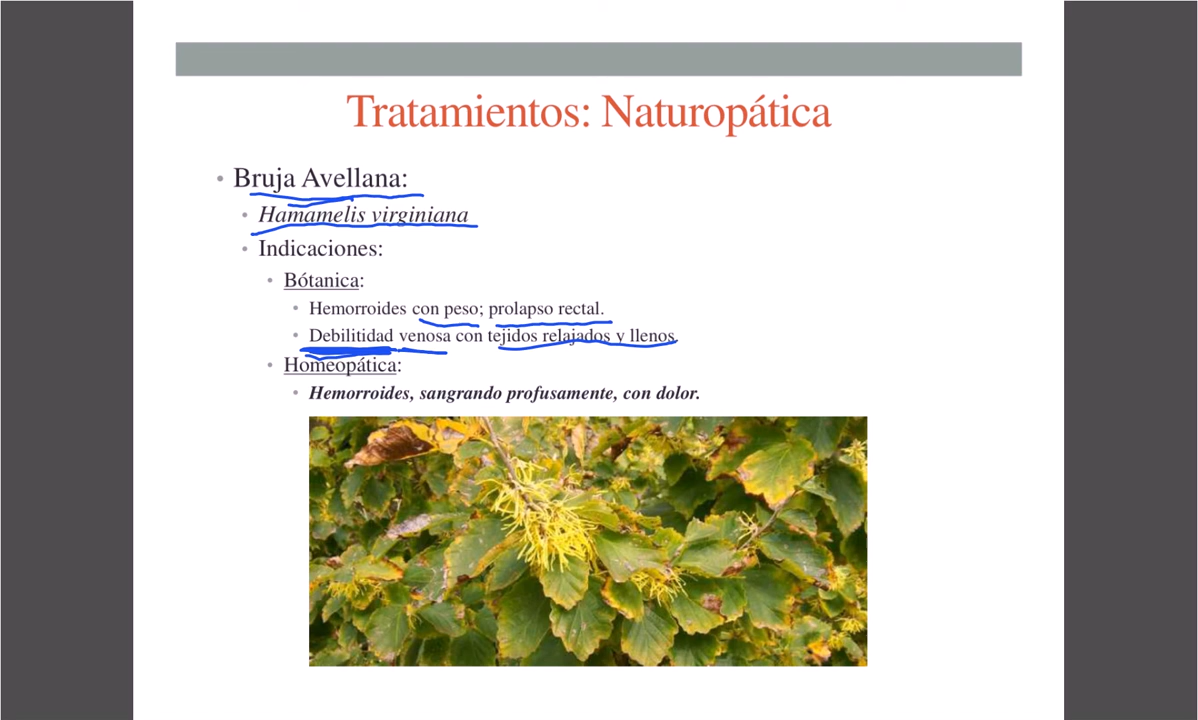 Tratamientos: Naturopática
Bruja Avellana:
Hamamelis virginiana
Indicaciones:
Bótanica:
Hemorroides con peso; prolapso rectal.
Debilitidad venosa con tejidos relajados y llenos.
Homeopática:
Hemorroides, sangrando profusamente, con dolor.